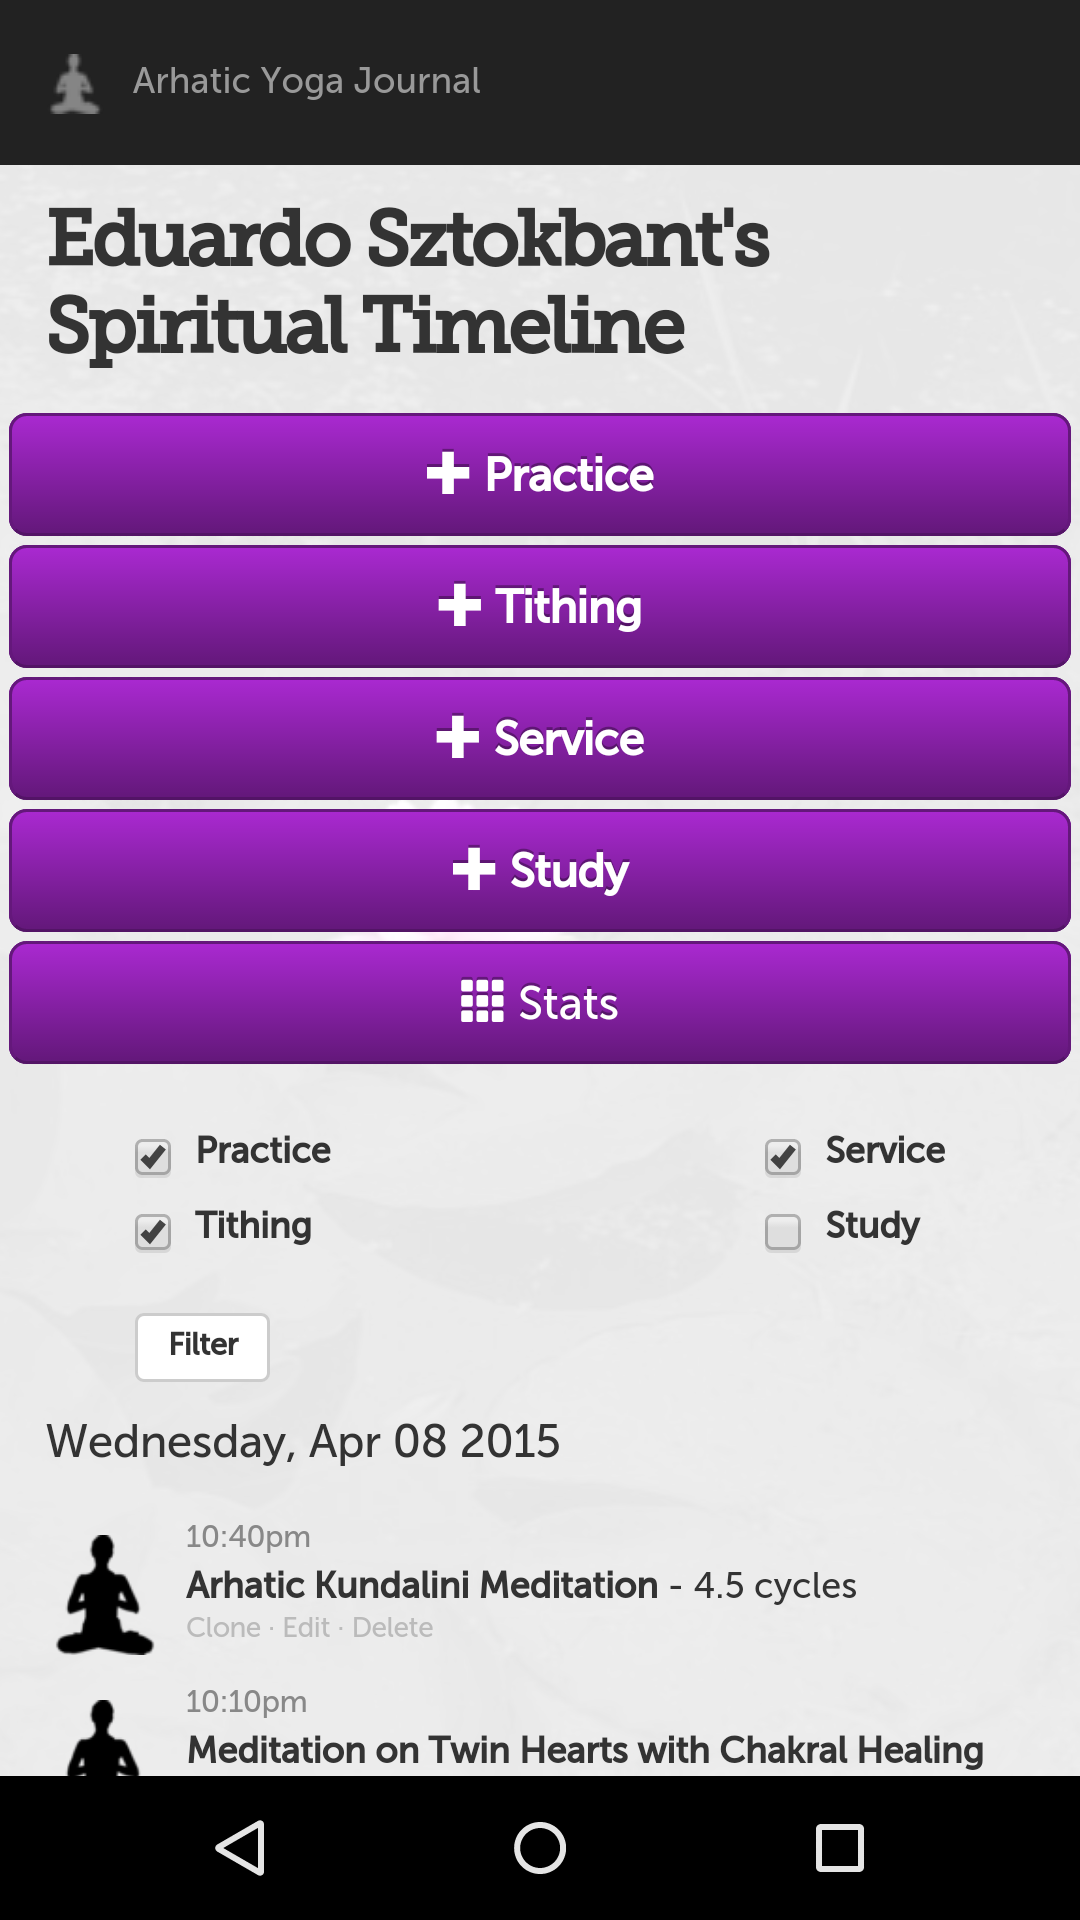 Arhatic Yoga Journal
Eduardo Sztokbant's
Spiritual Timeline
Practice
Tithing
Service
Study
Stats
Practice
Service
Tithing
Study
Filter
Wednesday, Apr 08 2015
10:40pm
Arhatic Kundalini Meditation - 4.5 cycles
Clone · Edit · Delete
10:10pm
Meditation on Twin Hearts with Chakral Healing